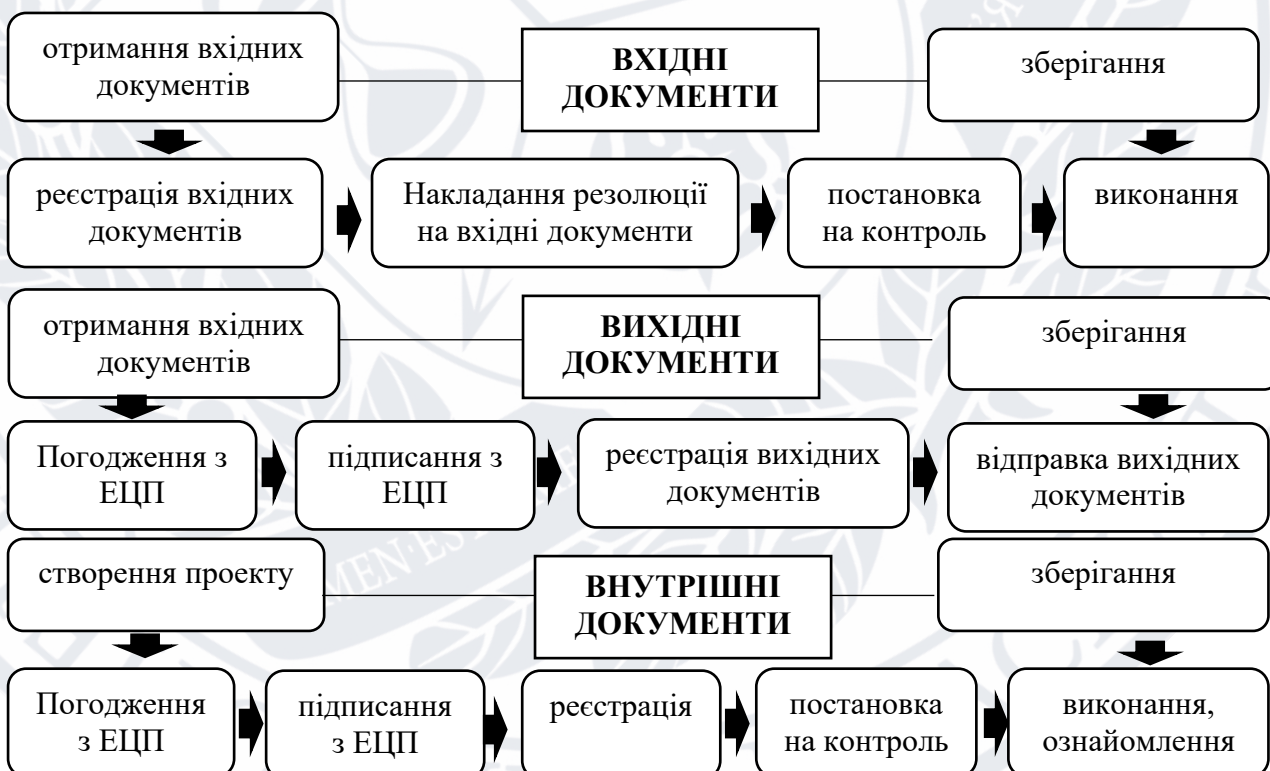 отримання вхідних
документів
ВХІДНІ
ДОКУМЕНТИ
зберігання
реєстрація вхідних
документів
Накладання резолюції
на вхідні документи
постановка
на контроль
виконання
отримання вхідних
документів
ВИХІДНІ
ДОКУМЕНТИ
зберігання
Погодження з
ЕЦП
підписання з
ЕЦП
реєстрація вихідних
документів
відправка вихідних
документів
створення проекту
ВНУТРІШНІ
ДОКУМЕНТИ
зберігання
Погодження
з ЕЦП
підписання
з ЕЦП
реєстрація
постановка
на контроль
виконання,
ознайомлення